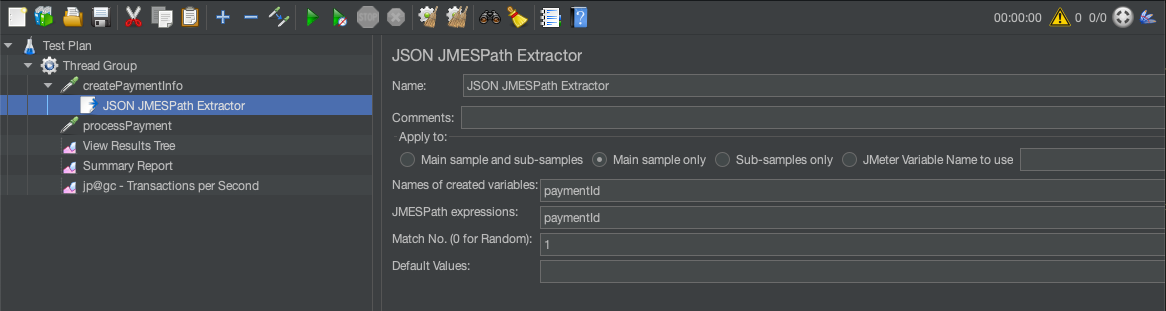 00:00:00 0 0/0
Test Plan
Thread Group
createPaymentInfo
JSON JMESPath Extractor
processPayment
View Results Tree
Summary Report
jp@gc - Transactions per Second
JSON JMESPath Extractor
Name: JSON JMESPath Extractor
Comments:
Apply to:
Main sample and sub-samples Main sample only Sub-samples only JMeter Variable Name to use
Names of created variables: paymentId
JMESPath expressions: paymentId
Match No. (0 for Random): 1
Default Values: